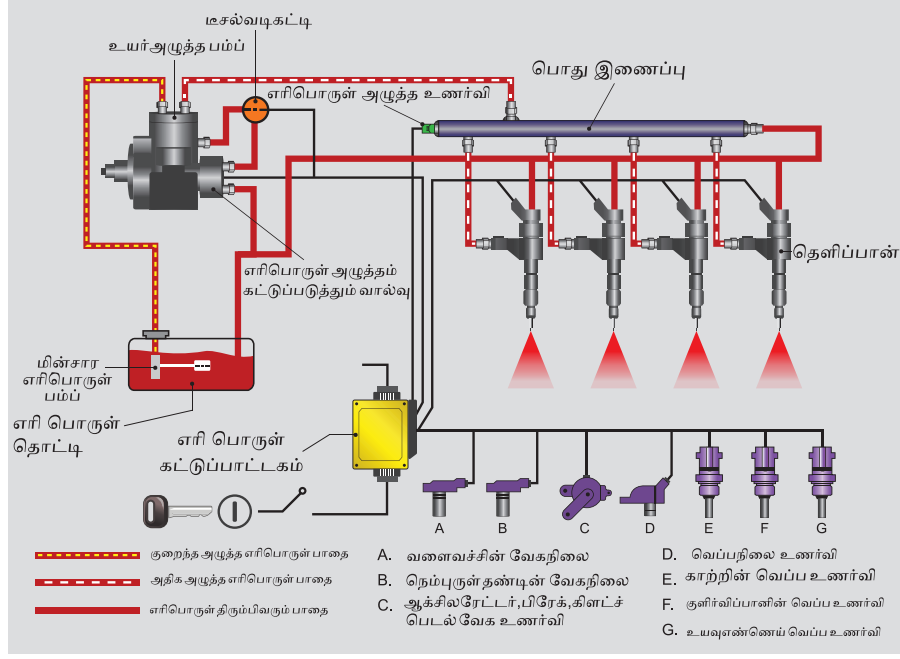 டீசல்வடிகட்டி
உயர்அழுத்த பம்ப்
எரிபொருள் அழுத்த உணர்வி
பொது இணைப்பு
தெளிப்பான்
எரிபொருள் அழுத்தம்
கட்டுப்படுத்தும் வால்வு
மின்சார
எரிபொருள்
பம்ப்
எரி பொருள்
தொட்டி
எரி பொருள்
கட்டுப்பாட்டகம்
A B C D E F G
குறைந்த அழுத்த எரிபொருள் பாதை
அதிக அழுத்த எரிபொருள் பாதை
எரிபொருள் திரும்பிவரும் பாதை
A. வளைவச்சின் வேகநிலை
B. நெம்புருள் தண்டின் வேகநிலை
C. ஆக்சிலரேட்டர்,பிரேக்,கிளட்ச்
பெடல் வேக உணர்வி
D. வெப்பநிலை உணர்வி
E. காற்றின் வெப்ப உணர்வி
F. குளிர்விப்பானின் வெப்ப உணர்வி
G. உயவுஎண்ணெய் வெப்ப உணர்வி